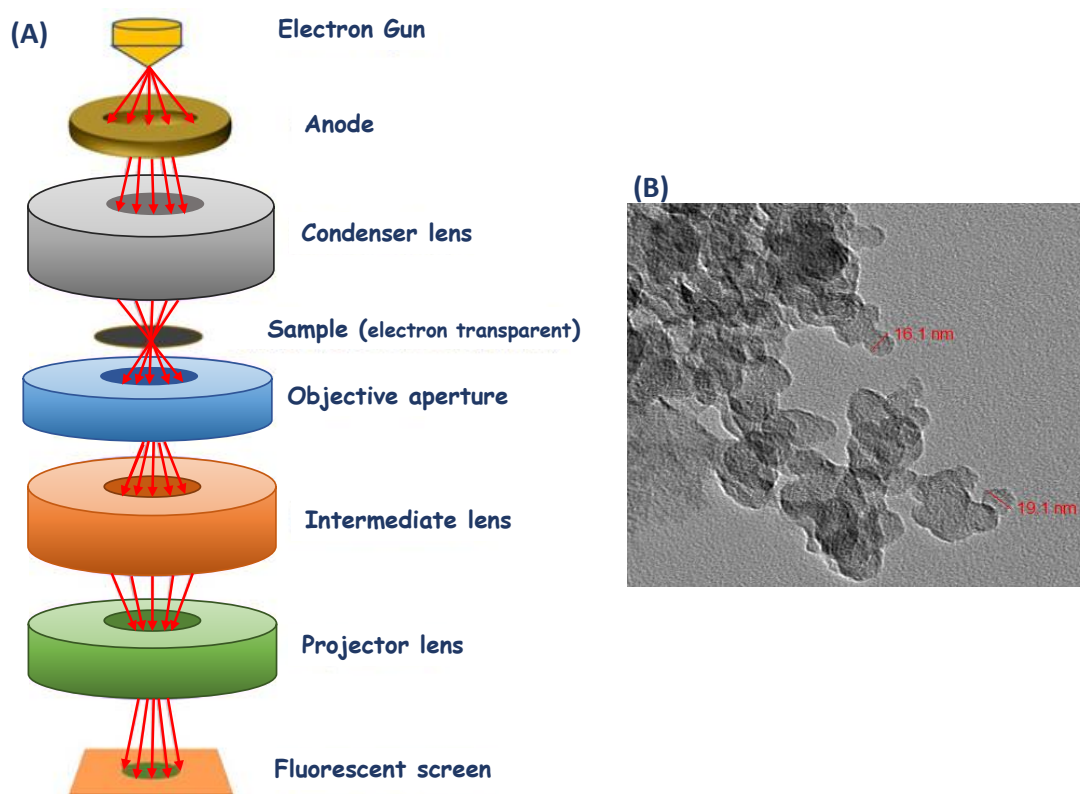 (A)
Electron Gun
Anode
Condenser lens
Sample (electron transparent)
Objective aperture
Intermediate lens
Projector lens
Fluorescent screen
(B)
16.1 nm
19.1 nm